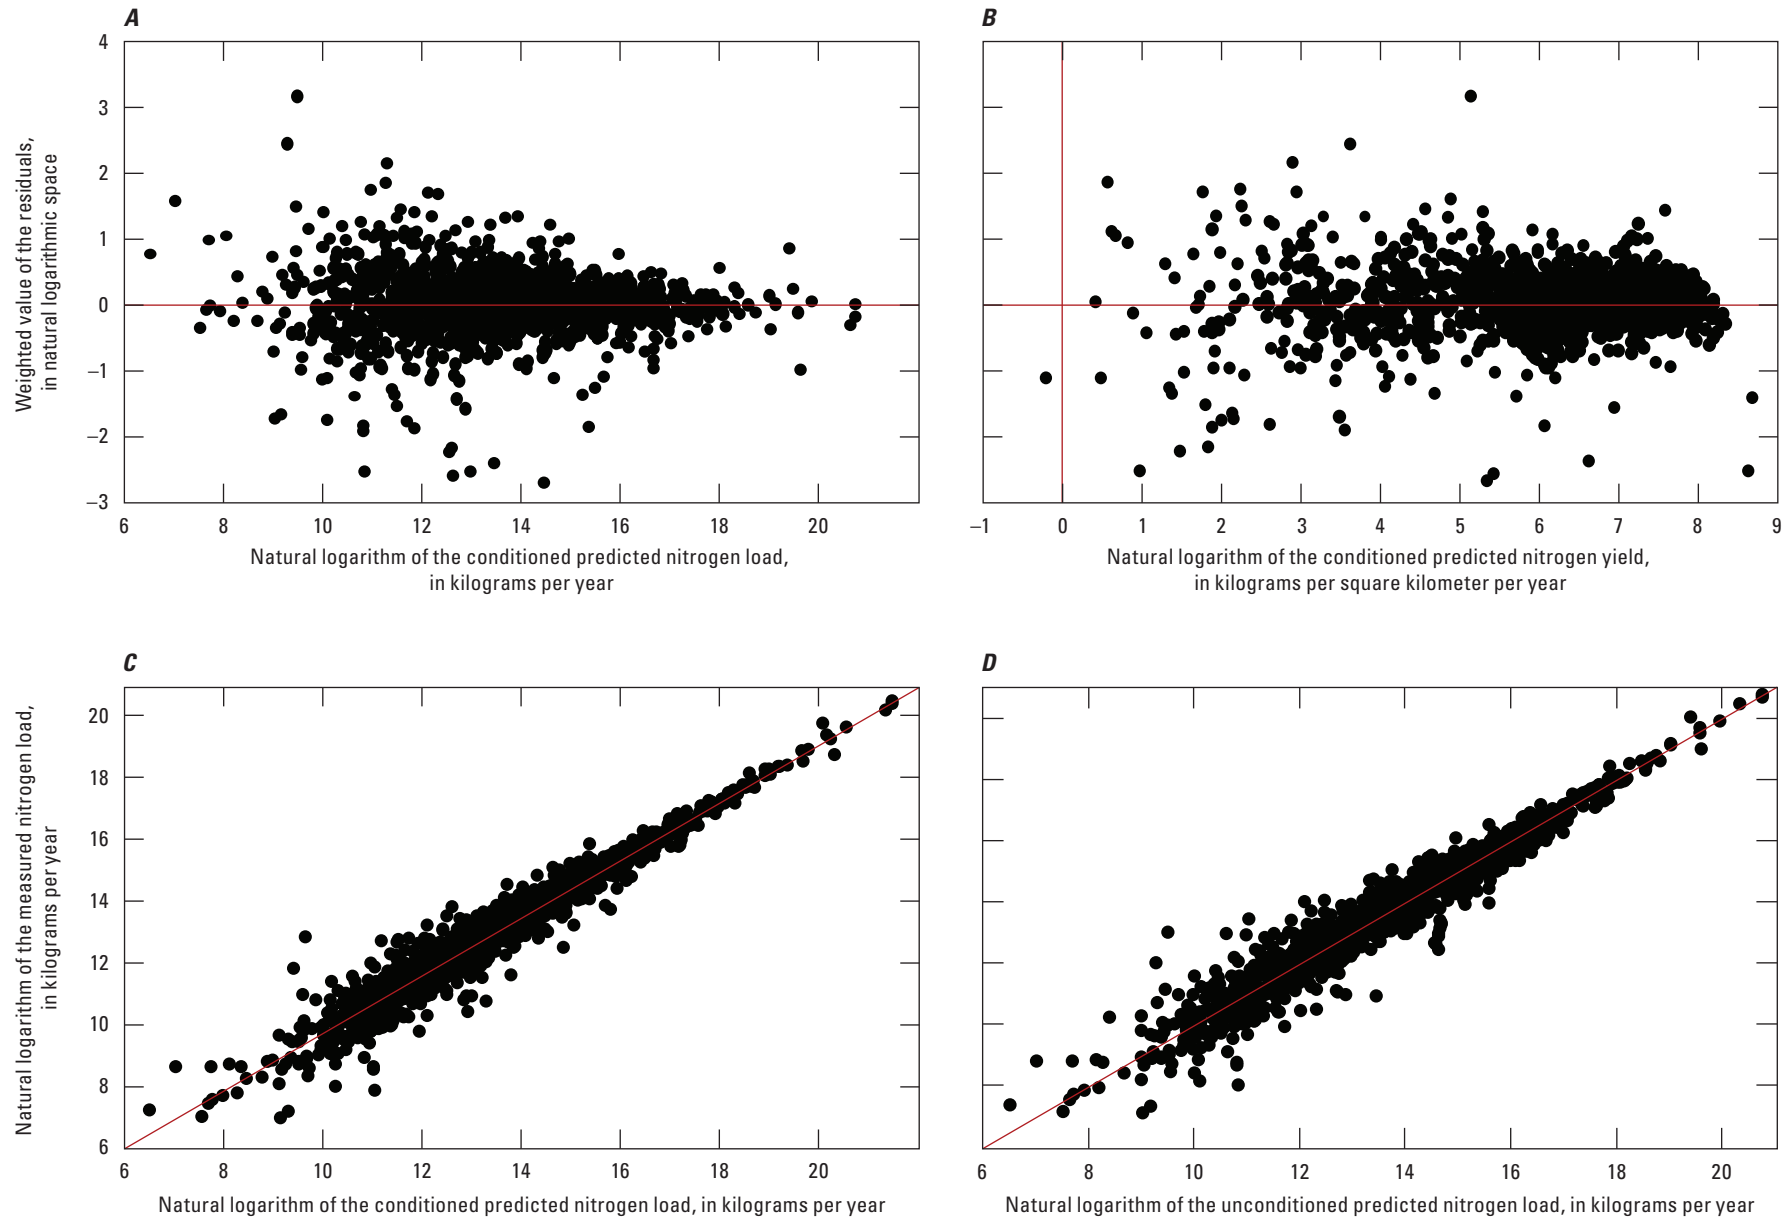 A
B
4
3
2
1
0
–1
–2
–3
Weighted value of the residuals,
in natural logarithmic space
6 8 10 12 14 16 18 20
–1 0 1 2 3 4 5 6 7 8 9
Natural logarithm of the conditioned predicted nitrogen load,
in kilograms per year
Natural logarithm of the conditioned predicted nitrogen yield,
in kilograms per square kilometer per year
C
D
20
18
16
14
12
10
8
6
Natural logarithm of the measured nitrogen load,
in kilograms per year
6 8 10 12 14 16 18 20
6 8 10 12 14 16 18 20
Natural logarithm of the conditioned predicted nitrogen load, in kilograms per year
Natural logarithm of the unconditioned predicted nitrogen load, in kilograms per year